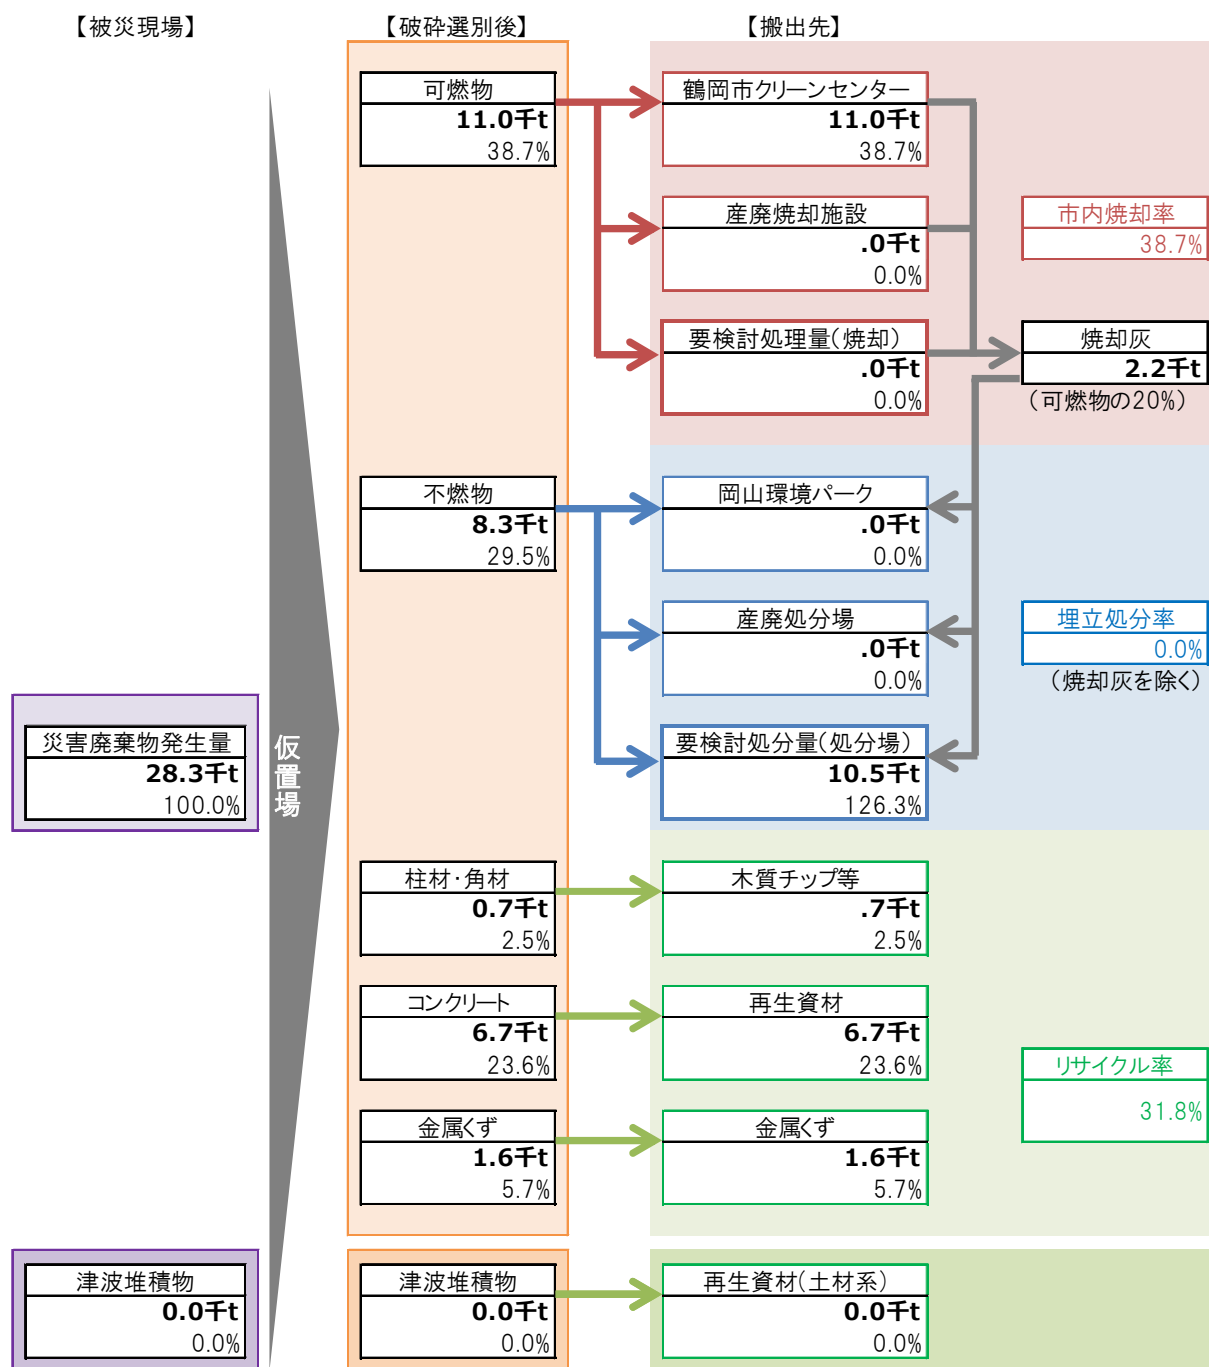 【被災現場】
【破砕選別後】
【搬出先】
可燃物
11.0千t
38.7%
鶴岡市クリーンセンター
11.0千t
38.7%
産廃焼却施設
.0千t
0.0%
市内焼却率
38.7%
要検討処理量(焼却)
.0千t
0.0%
焼却灰
2.2千t
(可燃物の20%)
不燃物
8.3千t
29.5%
岡山環境パーク
.0千t
0.0%
産廃処分場
.0千t
0.0%
埋立処分率
0.0%
(焼却灰を除く)
災害廃棄物発生量
28.3千t
100.0%
仮置場
要検討処分量(処分場)
10.5千t
126.3%
柱材・角材
0.7千t
2.5%
木質チップ等
.7千t
2.5%
コンクリート
6.7千t
23.6%
再生資材
6.7千t
23.6%
リサイクル率
31.8%
金属くず
1.6千t
5.7%
金属くず
1.6千t
5.7%
津波堆積物
0.0千t
0.0%
津波堆積物
0.0千t
0.0%
再生資材(土材系)
0.0千t
0.0%